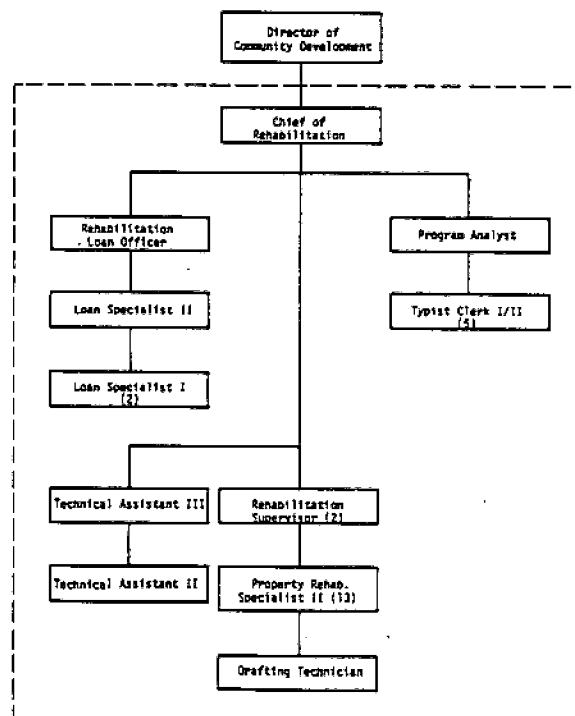 Director of
Community Development
Chief of
Rehabilitation
Rehabilitation
Loan Officer
Program Analyst
Loan Specialist II
Typist Clerk I/II
(5)
Loan Specialist I
(2)
Technical Assistant III
Rehabilitation
Supervisor (2)
Technical Assistant II
Property Rehab.
Specialist II (13)
Drafting Technician